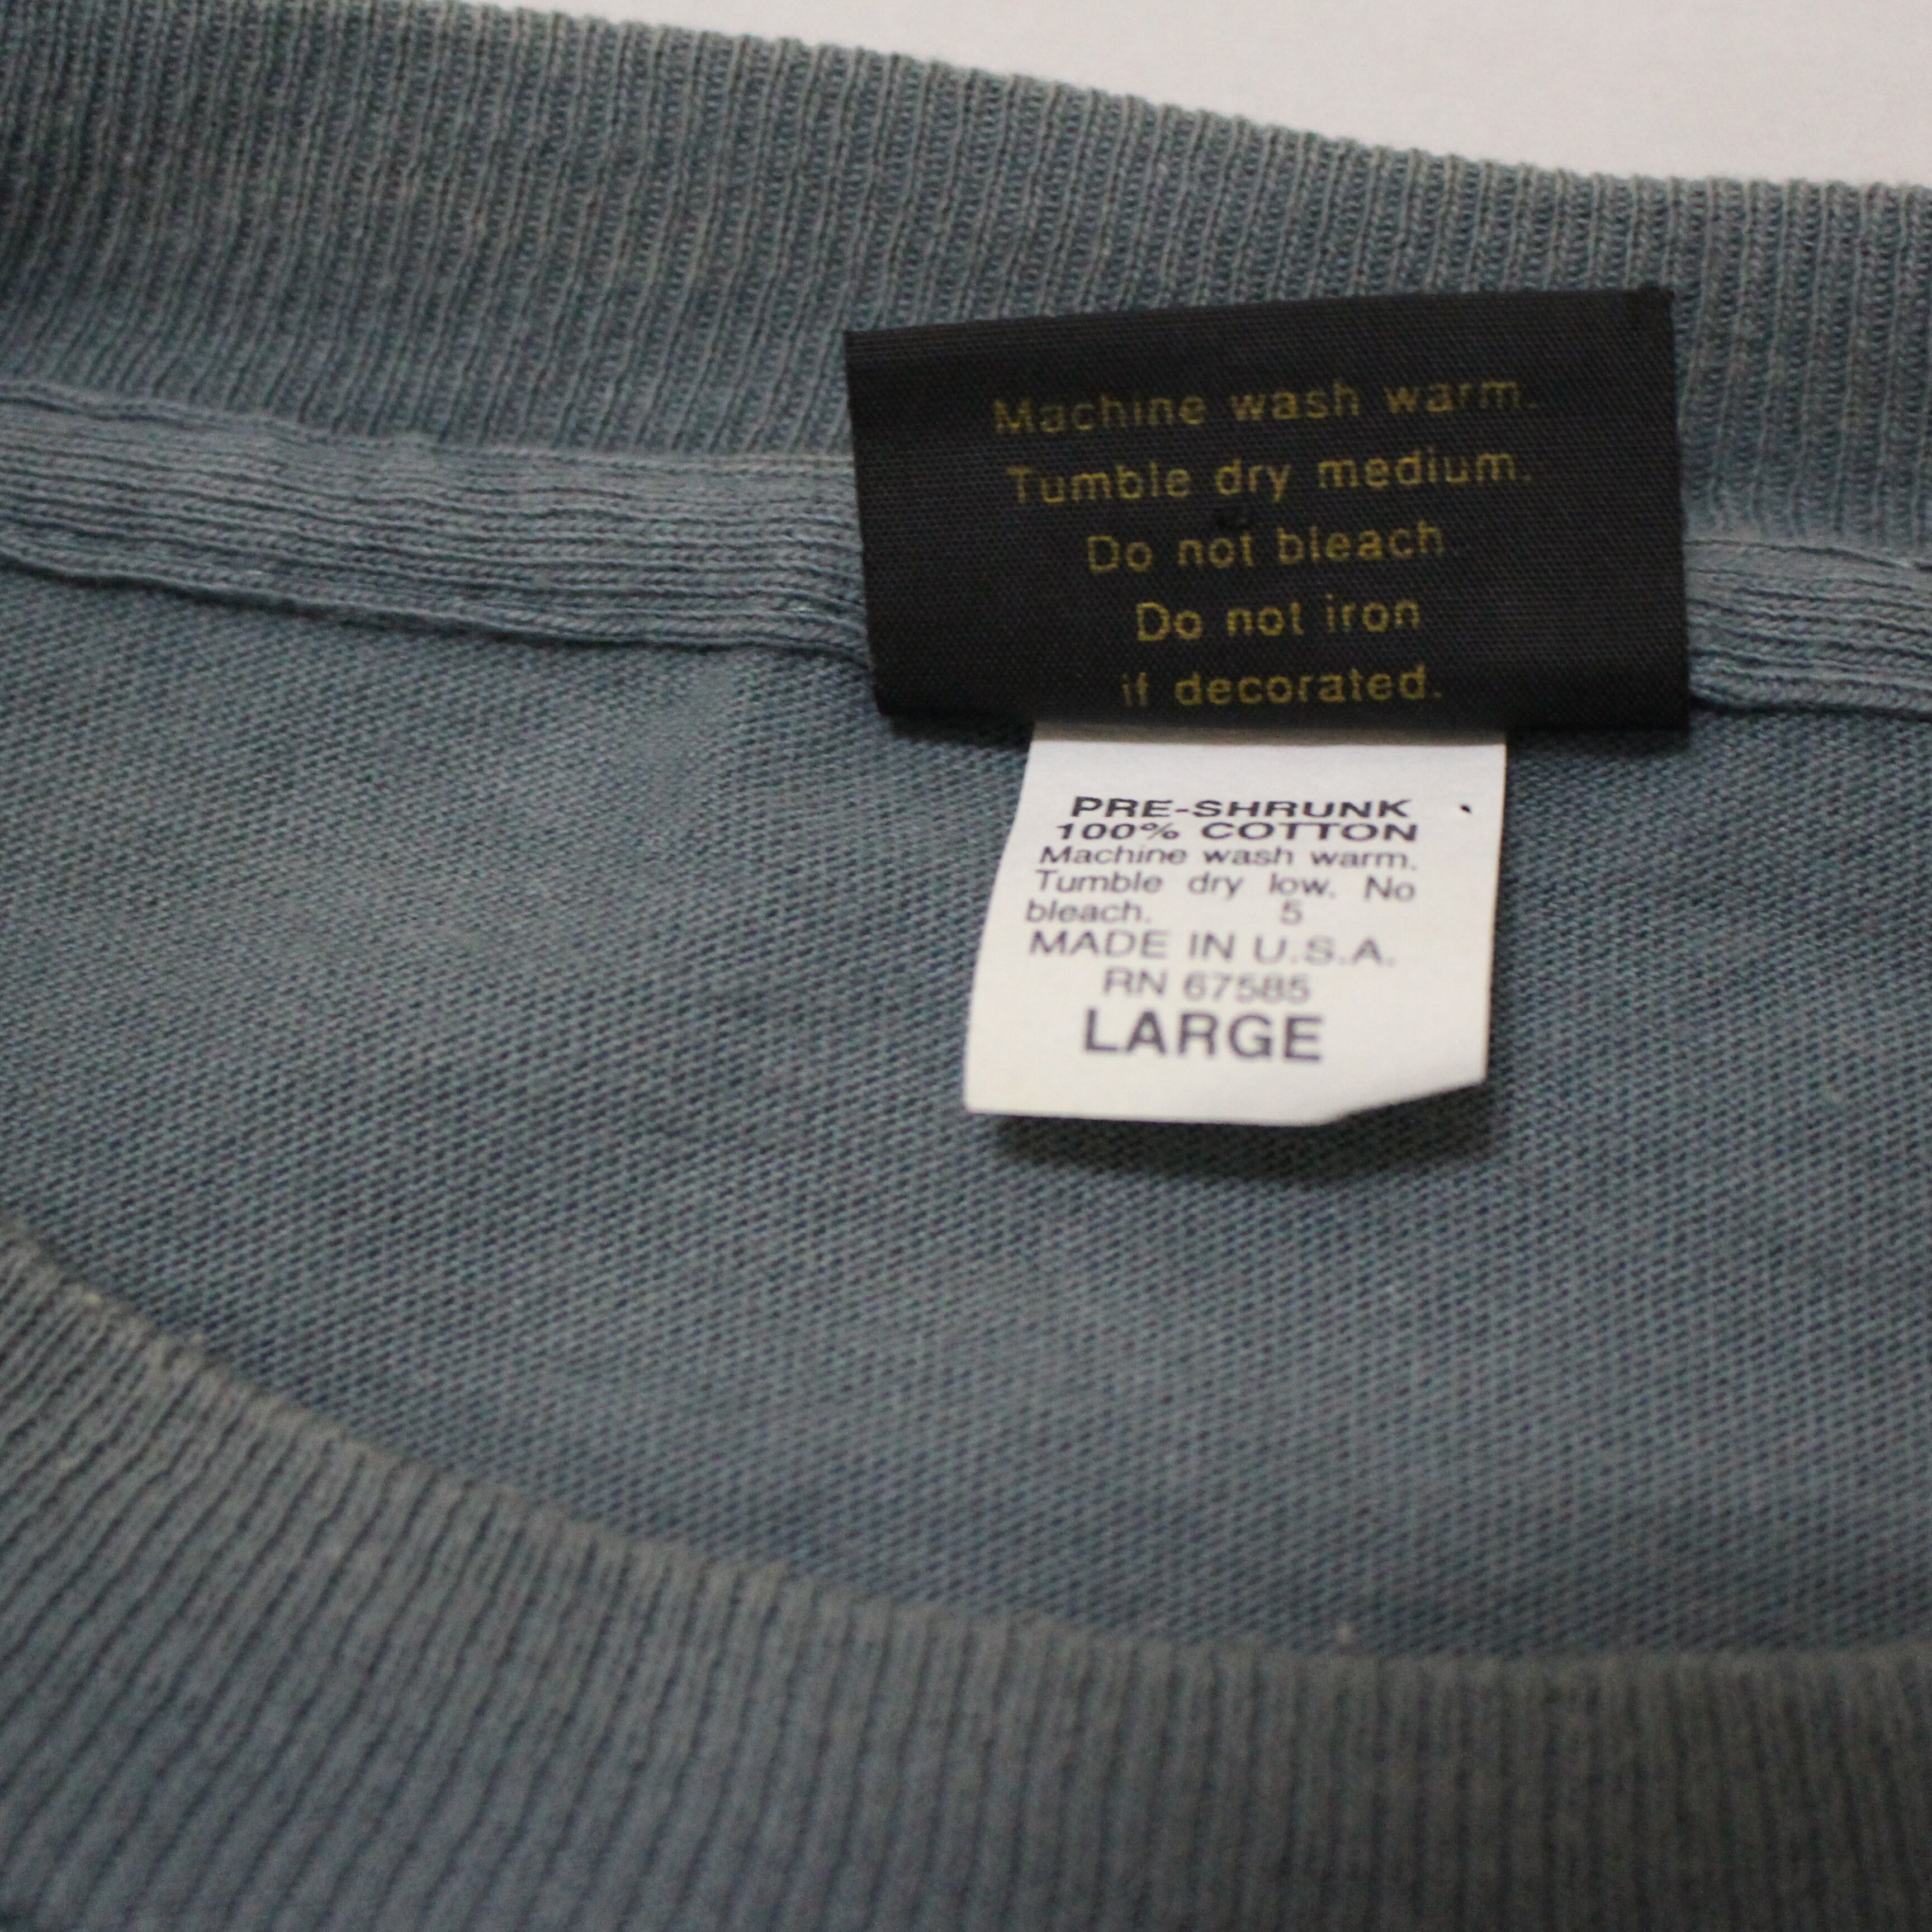 Machine wash warm.
Tumble dry medium.
Do not bleach
Do not iron
if decorated.
PRE-SHRUNK
100% COTTON
Machine wash warm.
Tumble dry low. No
bleach. 5
MADE IN U.S.A.
RN 67585
LARGE